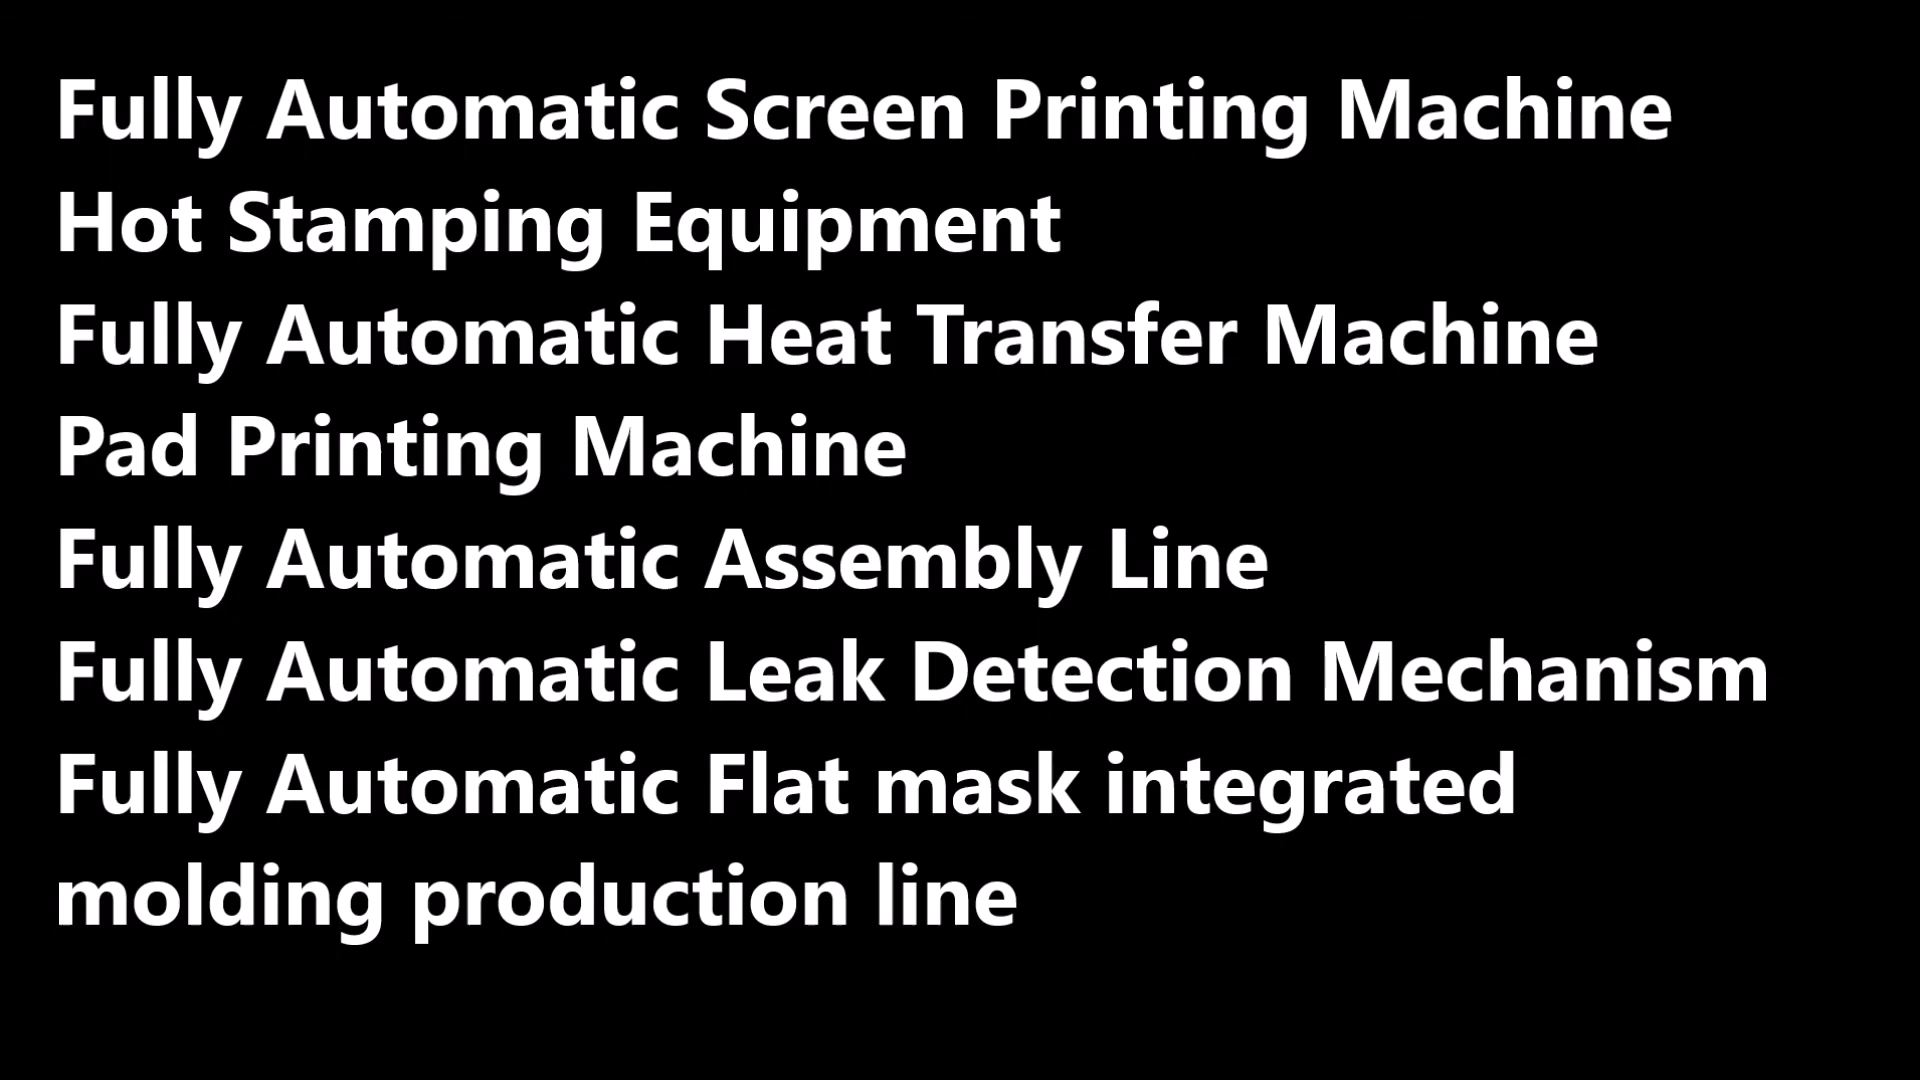 Fully Automatic Screen Printing Machine
Hot Stamping Equipment
Fully Automatic Heat Transfer Machine
Pad Printing Machine
Fully Automatic Assembly Line
Fully Automatic Leak Detection Mechanism
Fully Automatic Flat mask integrated
molding production line